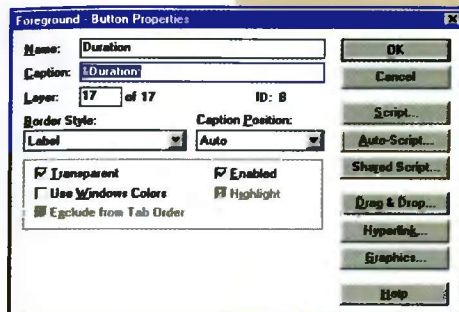 Foreground - Button Properties
Name: Duration
Caption: &Duration
Layer: 17 of 17 ID: 8
Border Style: Caption Position:
Label Auto
Transparent Enabled
Use Windows Colors Highlight
Exclude from Tab Order
OK
Cancel
Script...
Auto-Script...
Shared Script...
Drag & Drop...
Hyperlink...
Graphics...
Help